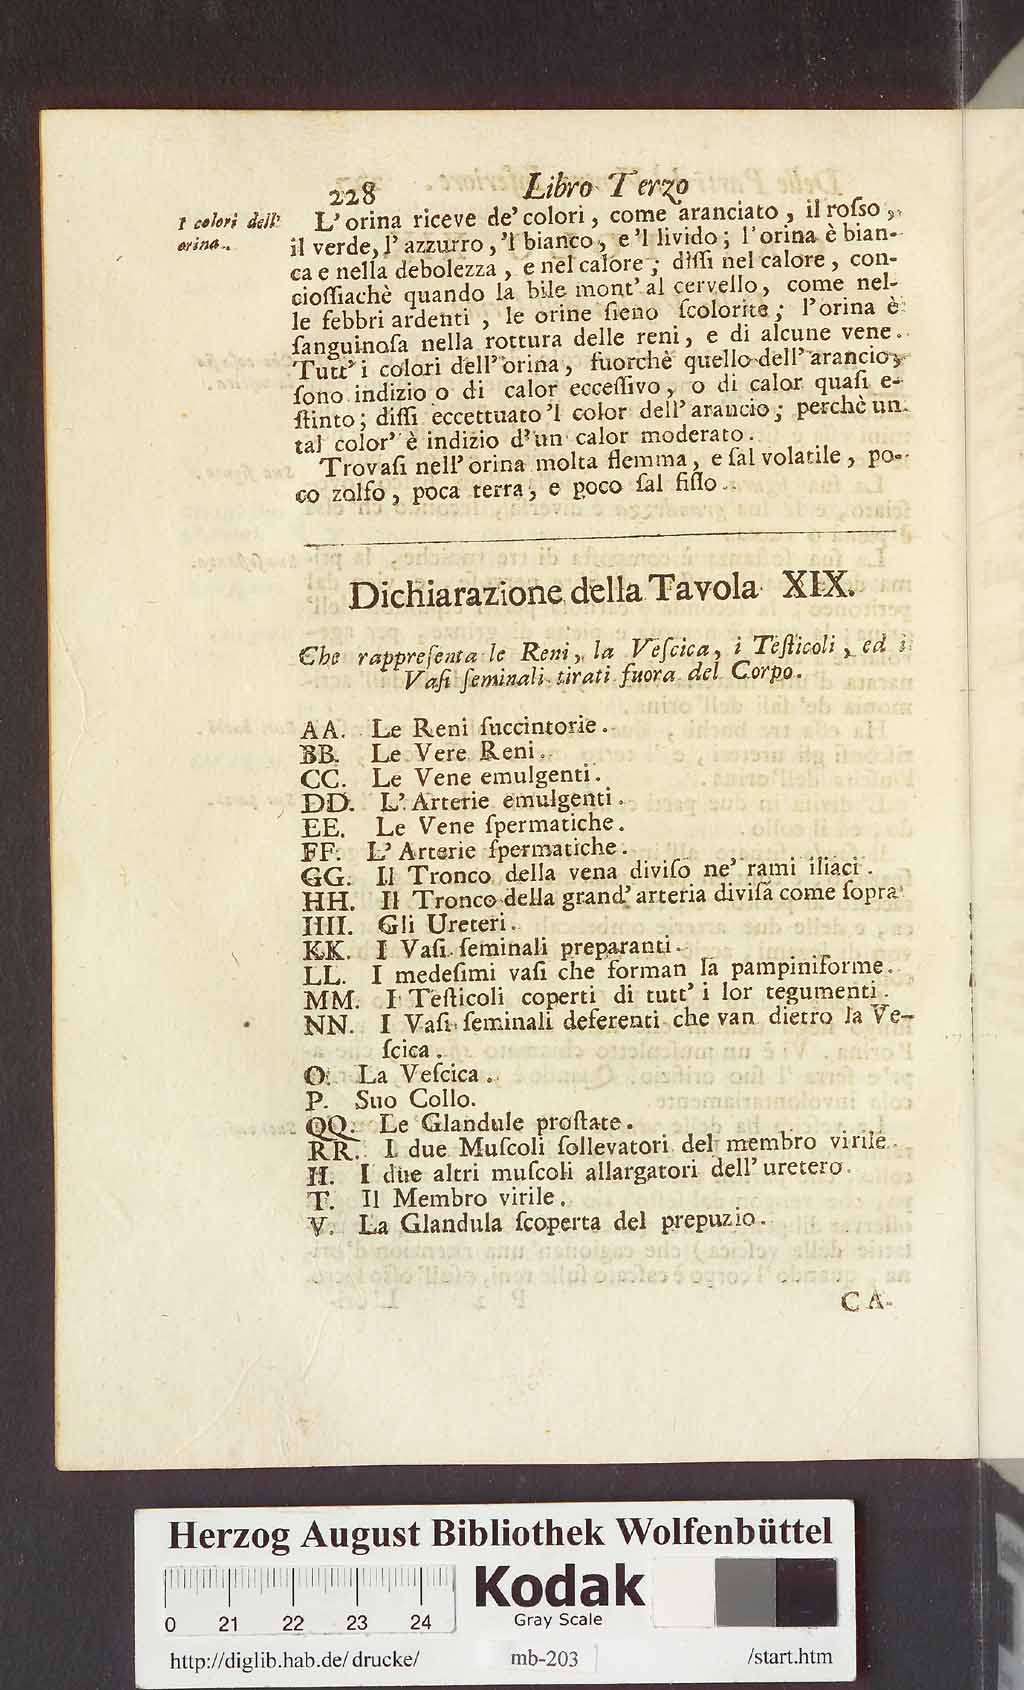 228 Libro Terzo
I colori dell'
orina.
L'orina riceve de' colori, come aranciato, il roſso,
il verde, l'azzurro, 'l bianco, e 'l livido; l'orina è bian-
ca e nella debolezza, e nel calore; diſſi nel calore, con-
cioſſiachè quando la bile mont' al cervello, come nel-
le febbri ardenti, le orine ſieno ſcolorite; l'orina è
ſanguinoſa nella rottura delle reni, e di alcune vene.
Tutt' i colori dell'orina, fuorchè quello dell'arancio,
ſono indizio o di calor ecceſſivo, o di calor quaſi e-
ſtinto; diſſi eccettuato 'l color dell'arancio; perchè un
tal color' è indizio d'un calor moderato.
Trovaſi nell'orina molta flemma, e ſal volatile, po-
co zolfo, poca terra, e poco ſal fiſſo.
Dichiarazione della Tavola XIX.
Che rappreſenta le Reni, la Veſcica, i Teſticoli, ed i
Vaſi ſeminali tirati fuora del Corpo.
AA. Le Reni ſuccintorie.
BB. Le Vere Reni.
CC. Le Vene emulgenti.
DD. L'Arterie emulgenti.
EE. Le Vene ſpermatiche.
FF. L'Arterie ſpermatiche.
GG. Il Tronco della vena diviſo ne' rami iliaci.
HH. Il Tronco della grand'arteria diviſa come ſopra
IIII. Gli Ureteri.
KK. I Vaſi ſeminali preparanti.
LL. I medeſimi vaſi che forman la pampiniforme.
MM. I Teſticoli coperti di tutt' i lor tegumenti.
NN. I Vaſi ſeminali deferenti che van dietro la Ve-
ſcica.
O. La Veſcica.
P. Suo Collo.
QQ. Le Glandule proſtate.
RR. I due Muſcoli ſollevatori del membro virile.
H. I due altri muſcoli allargatori dell'uretero.
T. Il Membro virile.
V. La Glandula ſcoperta del prepuzio.
CA-
Herzog August Bibliothek Wolfenbüttel
0 21 22 23 24
Kodak
Gray Scale
http://diglib.hab.de/drucke/ mb-203 /start.htm